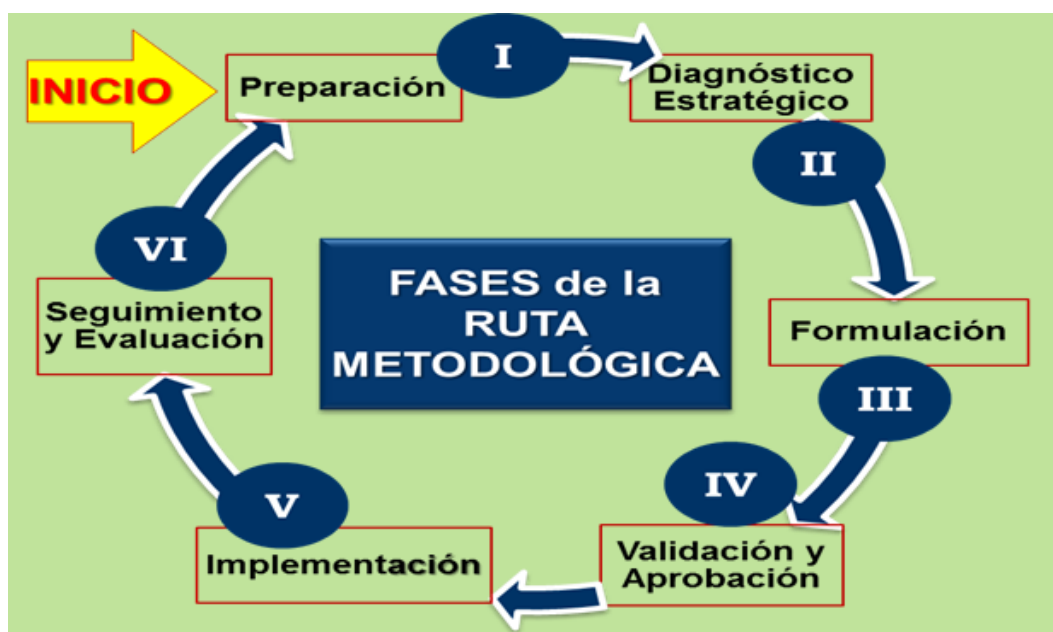 INICIO
Preparación
I
Diagnóstico
Estratégico
II
Formulación
III
IV
Validación y
Aprobación
V
Implementación
VI
Seguimiento
y Evaluación
FASES de la
RUTA
METODOLÓGICA